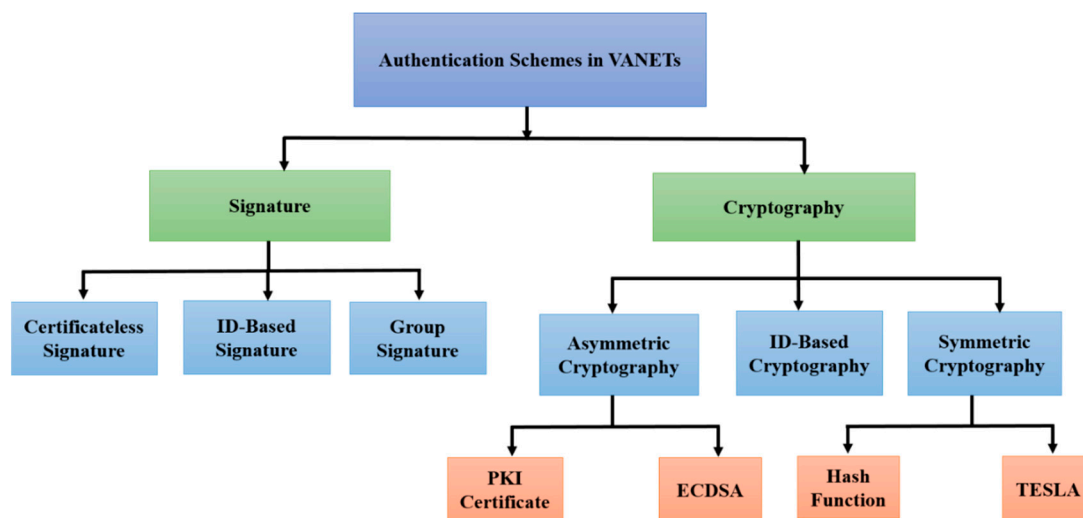 Authentication Schemes in VANETs
Signature
Cryptography
Certificateless
Signature
ID-Based
Signature
Group
Signature
Asymmetric
Cryptography
ID-Based
Cryptography
Symmetric
Cryptography
PKI
Certificate
ECDSA
Hash
Function
TESLA